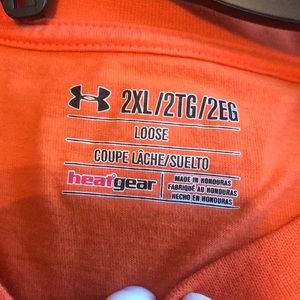 2XL/2TG/2EG
LOOSE
COUPE LÂCHE/SUELTO
heatgear
MADE IN HONDURAS
FABRIQUÉ AU HONDURAS
HECHO EN HONDURAS